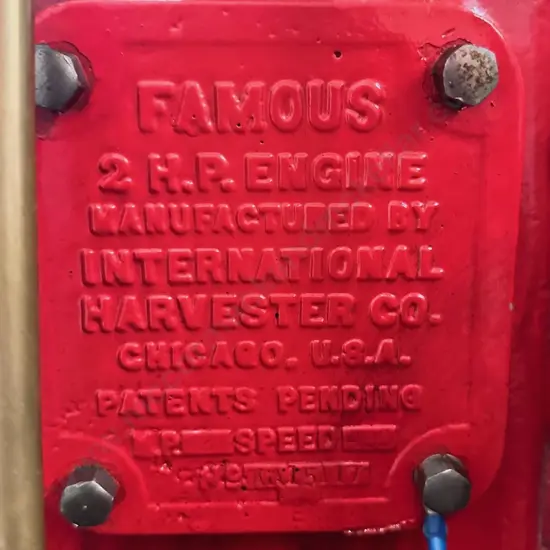 FAMOUS
2 H.P. ENGINE
MANUFACTURED BY
INTERNATIONAL
HARVESTER CO.
CHICAGO, U.S.A.
PATENTS PENDING
SPEED